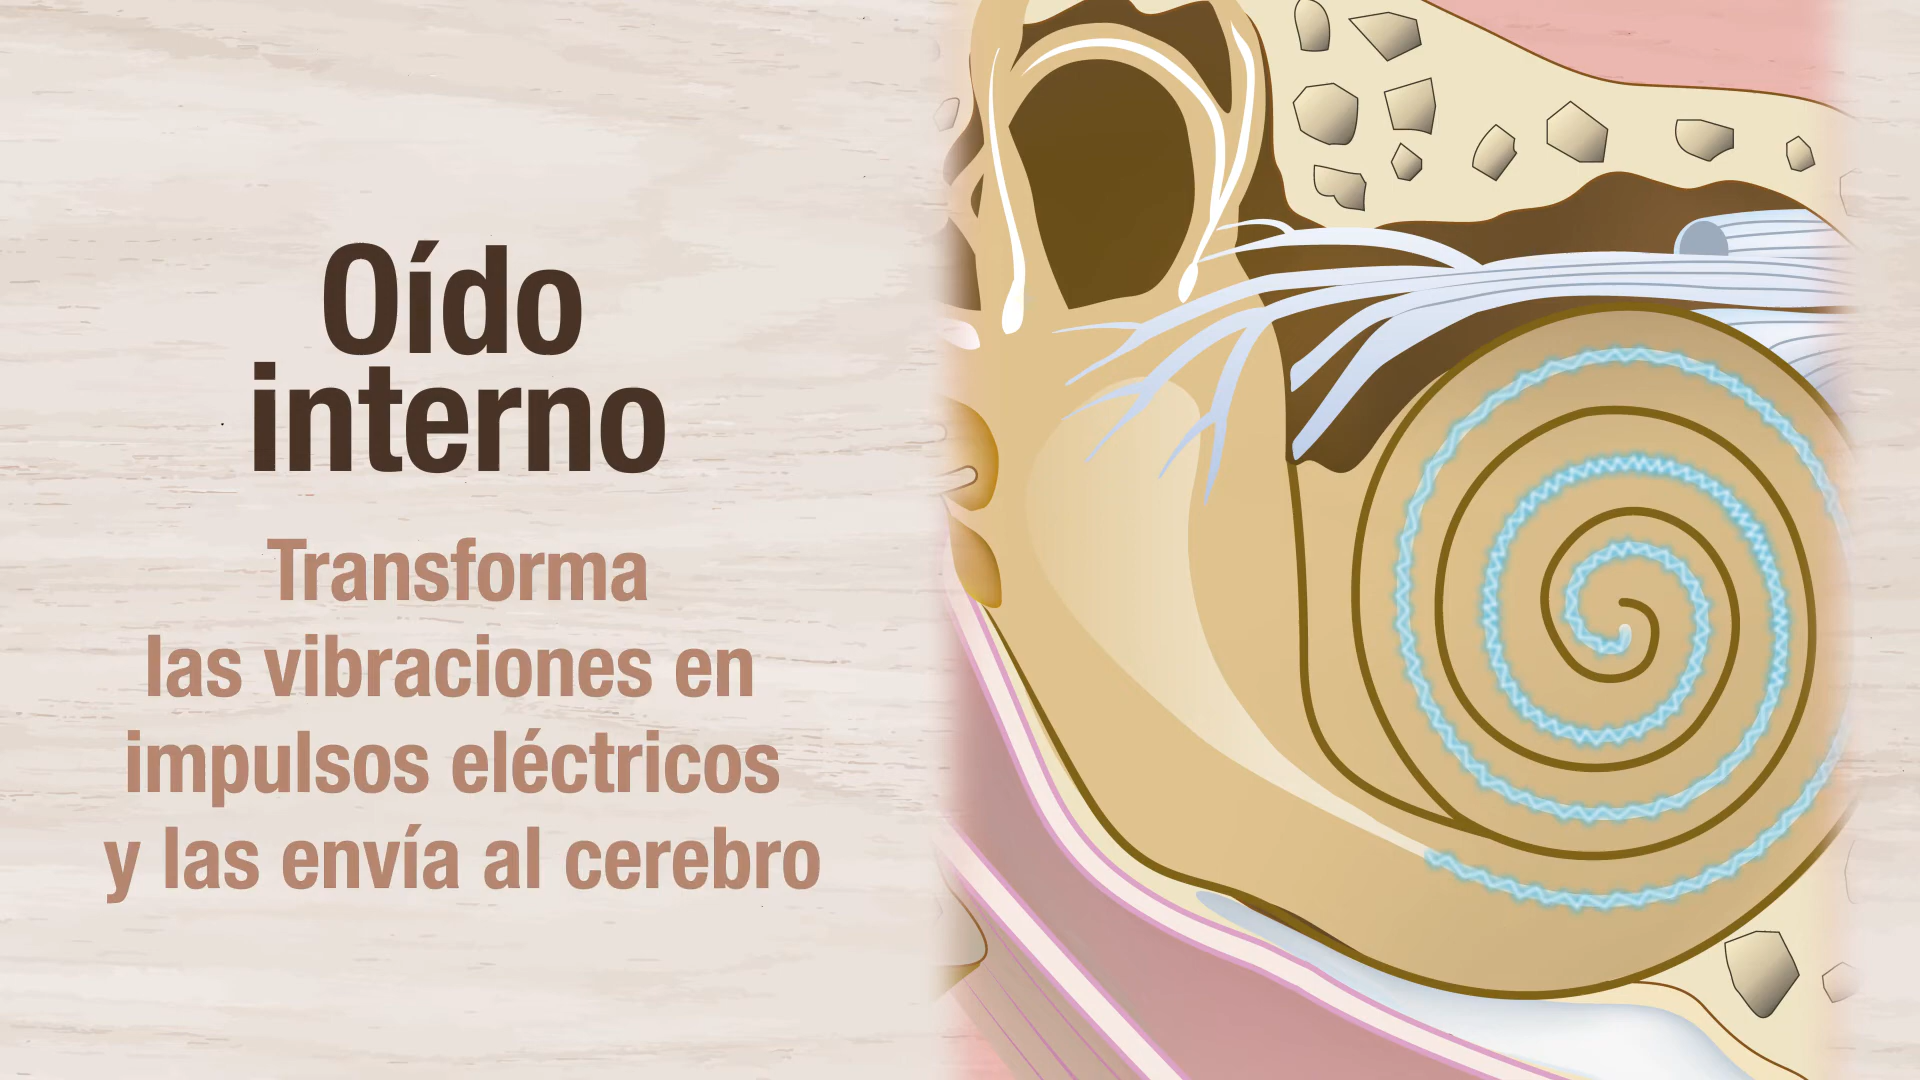 Oído
interno
Transforma
las vibraciones en
impulsos eléctricos
y las envía al cerebro